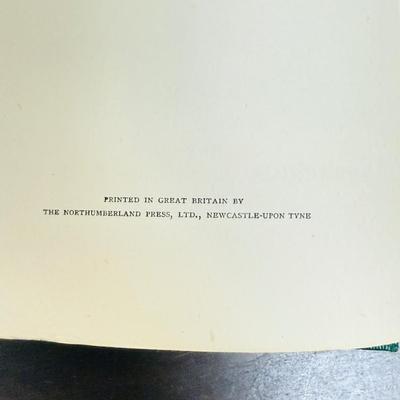 PRINTED IN GREAT BRITAIN BY
THE NORTHUMBERLAND PRESS, LTD., NEWCASTLE-UPON TYNE